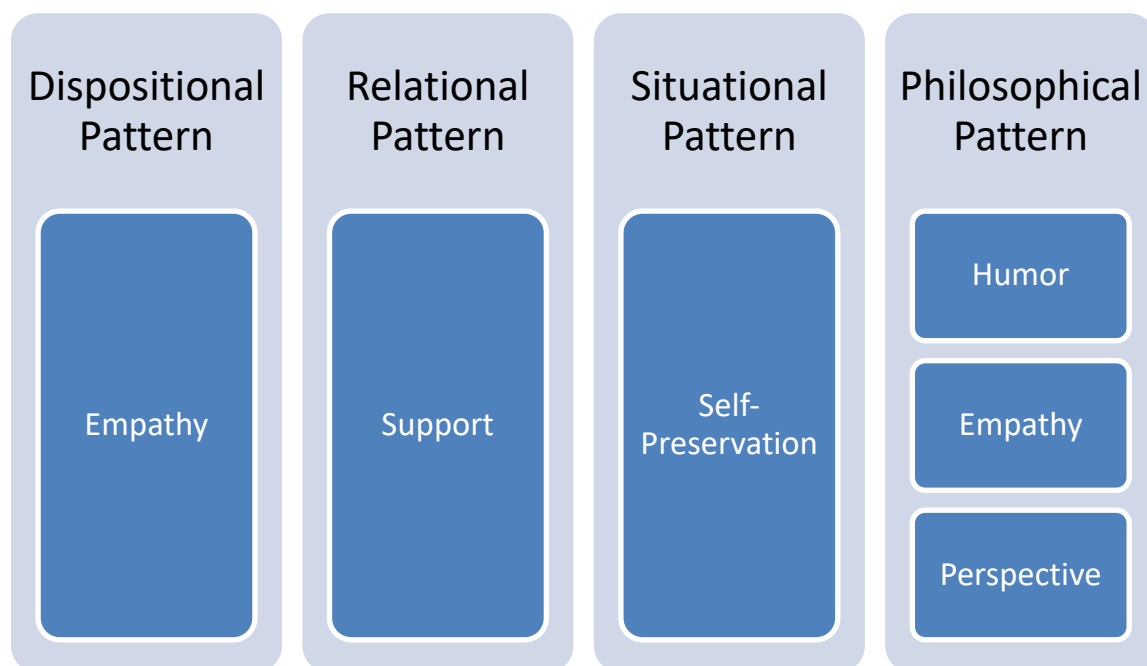 Dispositional
Pattern
Empathy
Relational
Pattern
Support
Situational
Pattern
Self-
Preservation
Philosophical
Pattern
Humor
Empathy
Perspective